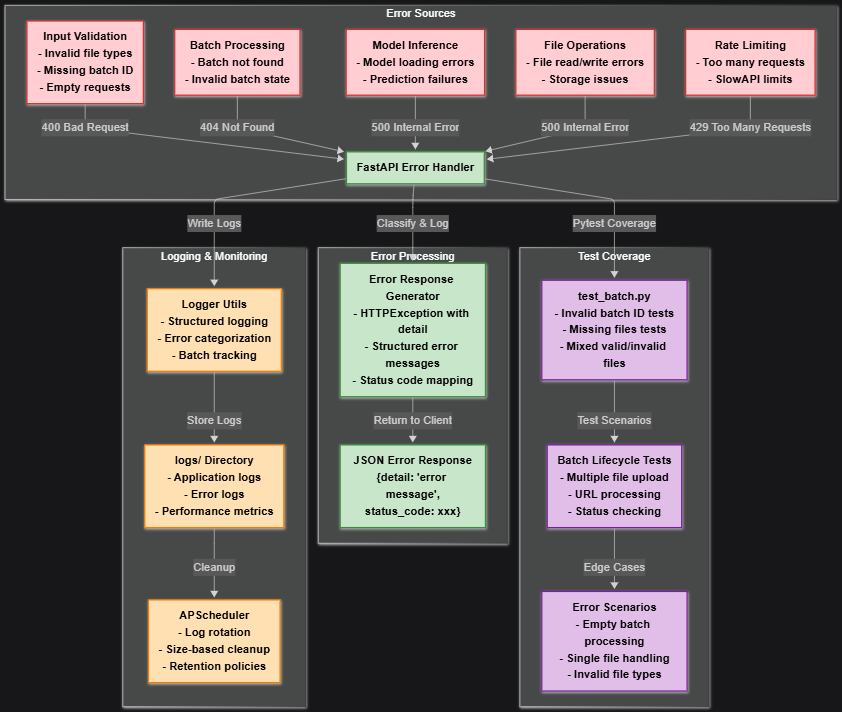 Error Sources
Input Validation
- Invalid file types
- Missing batch ID
- Empty requests
Batch Processing
- Batch not found
- Invalid batch state
Model Inference
- Model loading errors
- Prediction failures
File Operations
- File read/write errors
- Storage issues
Rate Limiting
- Too many requests
- SlowAPI limits
400 Bad Request
404 Not Found
500 Internal Error
500 Internal Error
429 Too Many Requests
FastAPI Error Handler
Write Logs
Classify & Log
Pytest Coverage
Logging & Monitoring
Logger Utils
- Structured logging
- Error categorization
- Batch tracking
Store Logs
logs/ Directory
- Application logs
- Error logs
- Performance metrics
Cleanup
APScheduler
- Log rotation
- Size-based cleanup
- Retention policies
Error Processing
Error Response
Generator
- HTTPException with
detail
- Structured error
messages
- Status code mapping
Return to Client
JSON Error Response
{detail: 'error
message',
status_code: xxx}
Test Coverage
test_batch.py
- Invalid batch ID tests
- Missing files tests
- Mixed valid/invalid
files
Test Scenarios
Batch Lifecycle Tests
- Multiple file upload
- URL processing
- Status checking
Edge Cases
Error Scenarios
- Empty batch
processing
- Single file handling
- Invalid file types